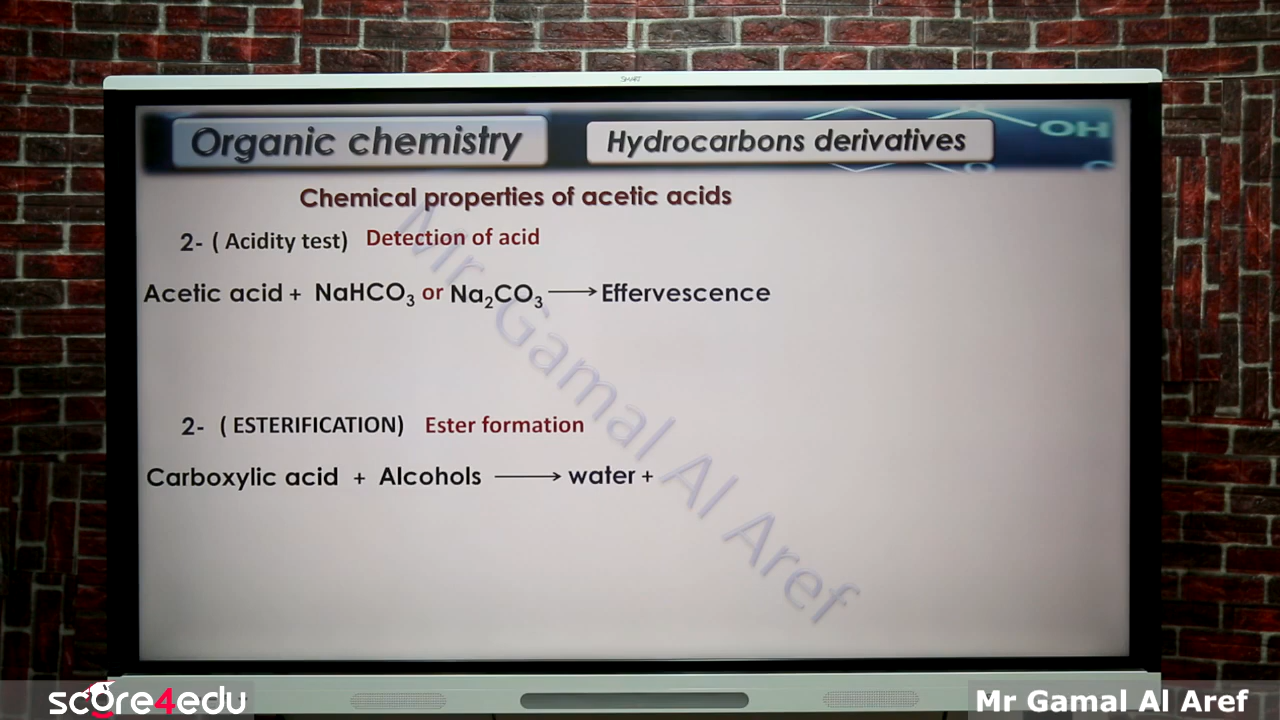 SMART
Organic chemistry
Hydrocarbons derivatives
OH
O
Chemical properties of acetic acids
2- ( Acidity test) Detection of acid
Acetic acid + NaHCO₃ or Na₂CO₃ ⟶ Effervescence
2- ( ESTERIFICATION) Ester formation
Carboxylic acid + Alcohols ⟶ water +
Mr Gamal Al Aref
score4edu
Mr Gamal Al Aref